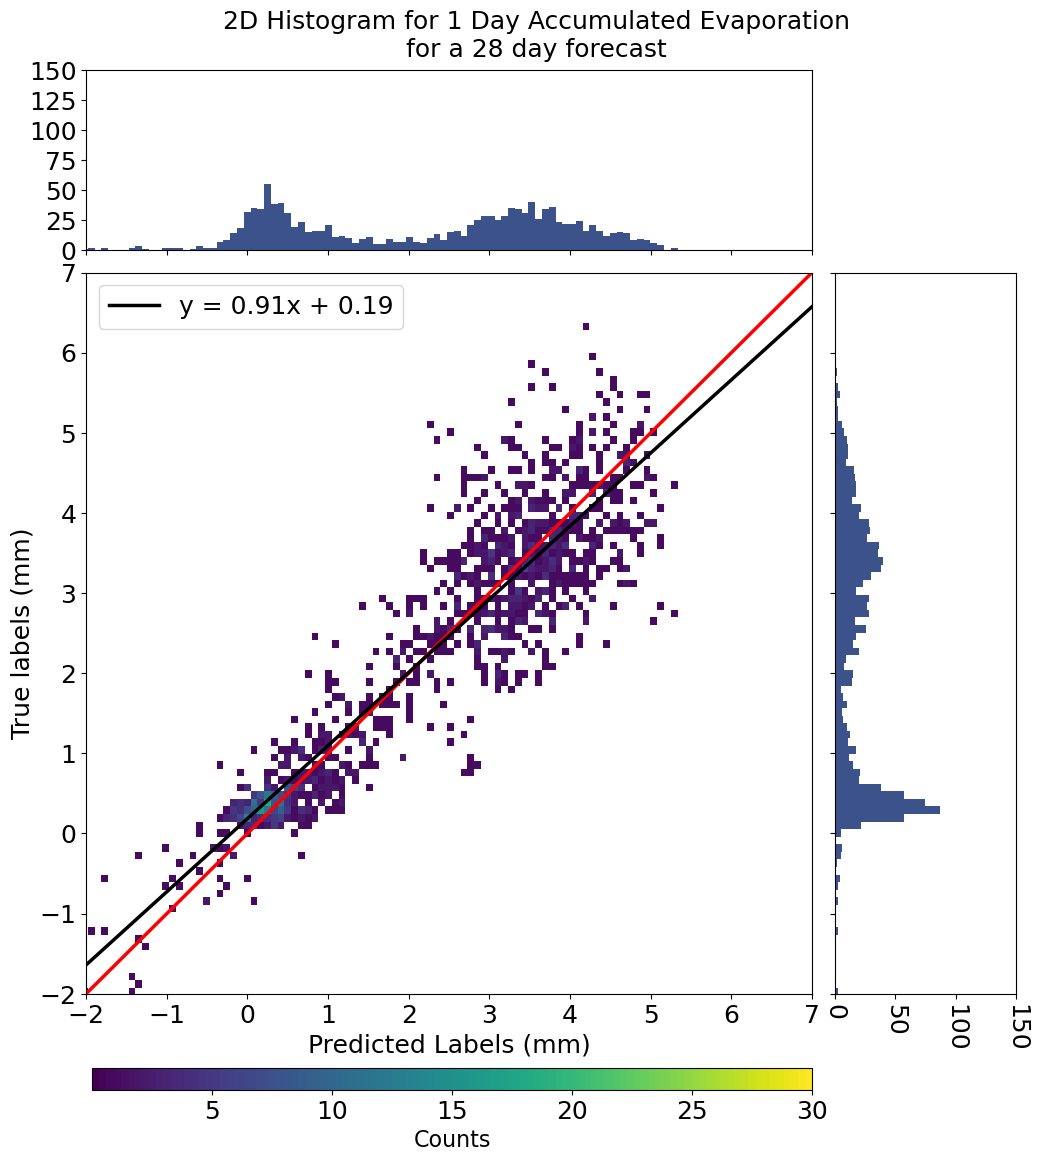 2D Histogram for 1 Day Accumulated Evaporation
for a 28 day forecast
150
125
100
75
50
25
0
7
6
5
4
3
2
1
0
−1
−2
y = 0.91x + 0.19
True labels (mm)
−2 −1 0 1 2 3 4 5 6 7
Predicted Labels (mm)
0 50 100 150
5 10 15 20 25 30
Counts